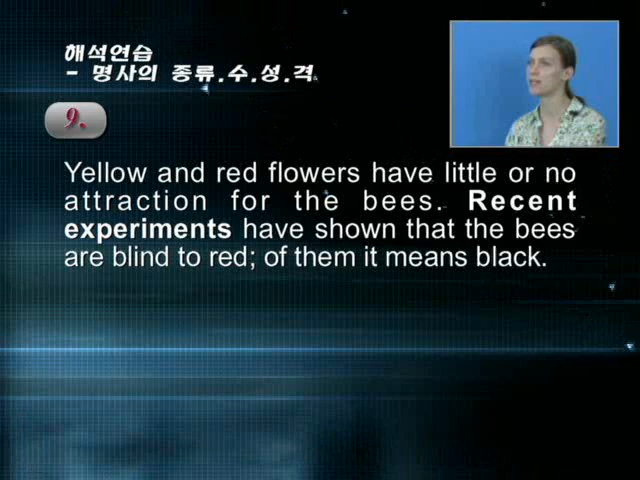 해석연습
- 명사의 종류.수.성.격
9.
Yellow and red flowers have little or no
attraction for the bees. Recent
experiments have shown that the bees
are blind to red; of them it means black.